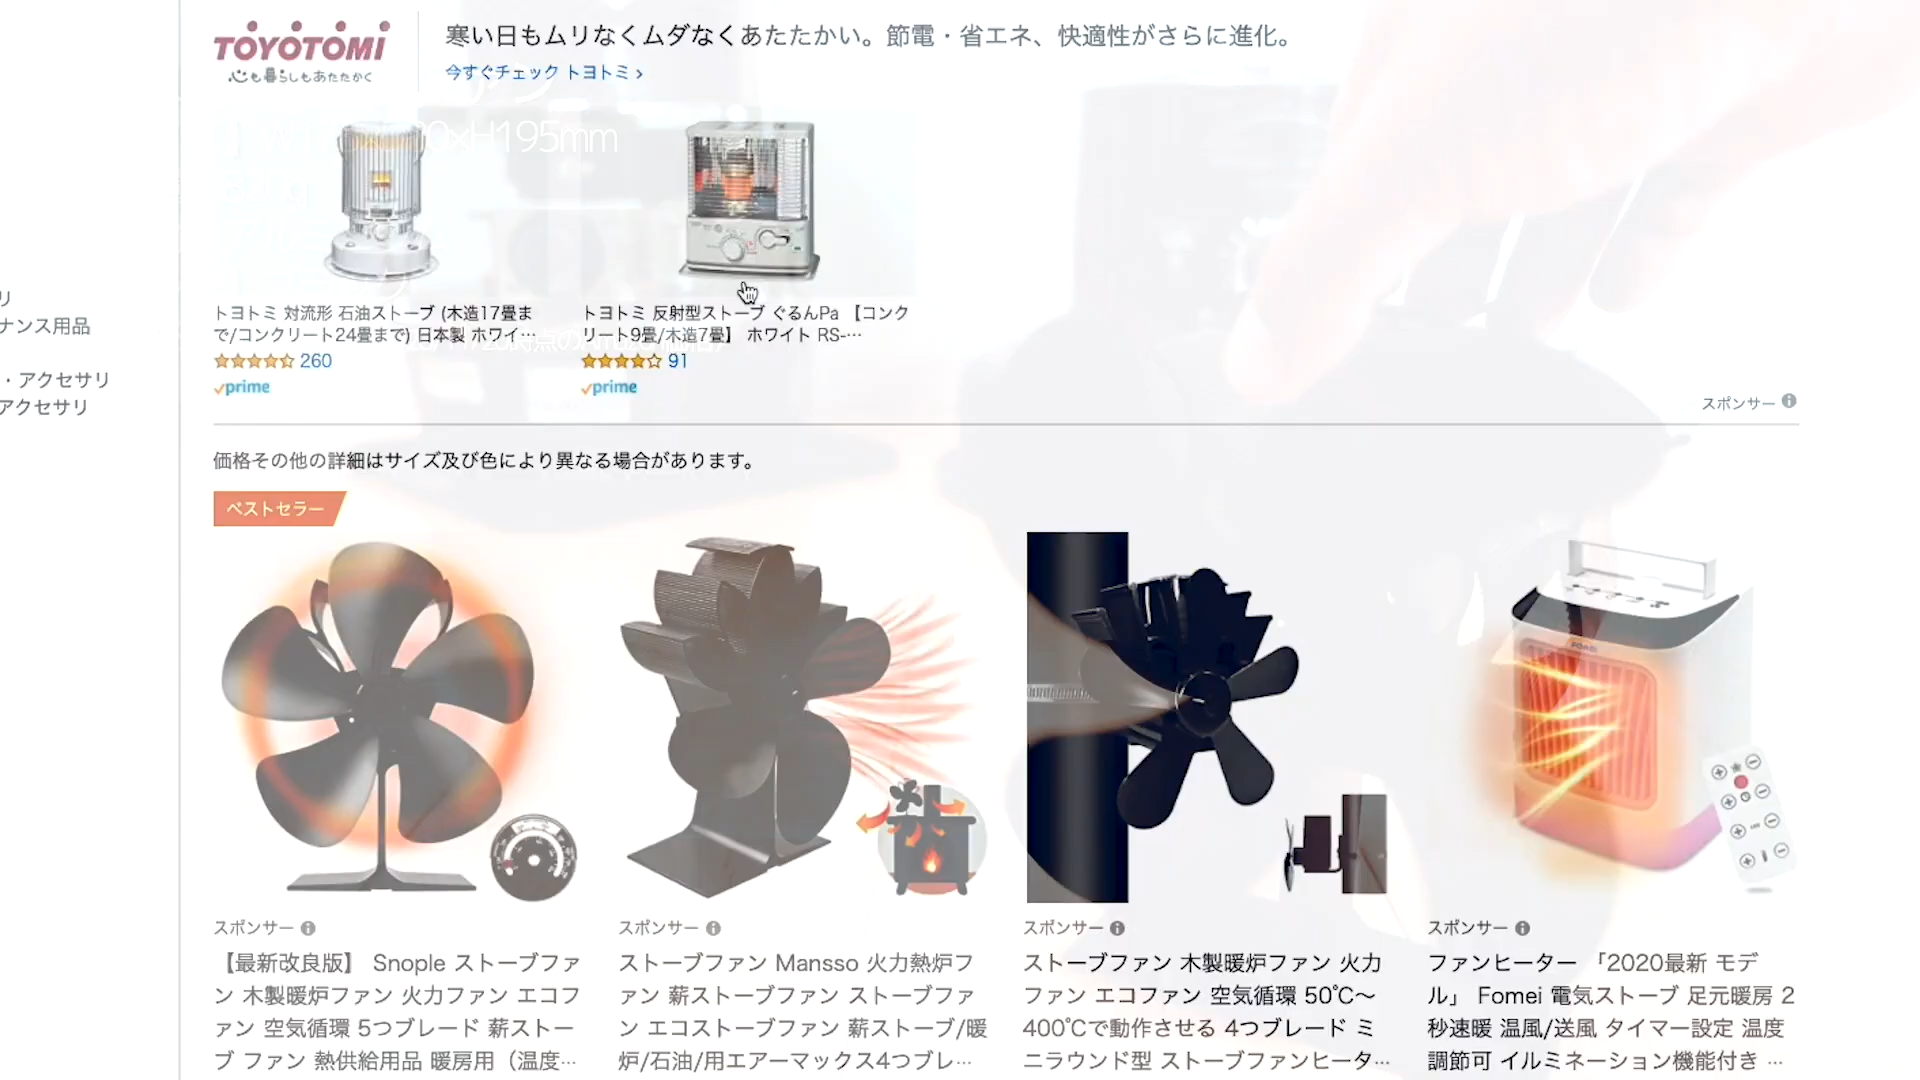 TOYOTOMI
心も暮らしもあたたかく
寒い日もムリなくムダなくあたたかい。節電・省エネ、快適性がさらに進化。
今すぐチェック トヨトミ ›
×H195mm
リ
ナンス用品
・アクセサリ
アクセサリ
トヨトミ 対流形 石油ストーブ (木造17畳ま
で/コンクリート24畳まで) 日本製 ホワイ…
260
prime
トヨトミ 反射型ストーブ ぐるんPa 【コンク
リート9畳/木造7畳】 ホワイト RS-…
91
prime
スポンサー
価格その他の詳細はサイズ及び色により異なる場合があります。
ベストセラー
スポンサー
【最新改良版】 Snople ストーブファ
ン 木製暖炉ファン 火力ファン エコフ
ァン 空気循環 5つブレード 薪ストー
ブ ファン 熱供給用品 暖房用（温度…
スポンサー
ストーブファン Mansso 火力熱炉フ
ァン 薪ストーブファン ストーブファ
ン エコストーブファン 薪ストーブ/暖
炉/石油/用エアーマックス4つブレ…
スポンサー
ストーブファン 木製暖炉ファン 火力
ファン エコファン 空気循環 50℃～
400℃で動作させる 4つブレード ミ
ニラウンド型 ストーブファンヒータ…
スポンサー
ファンヒーター 「2020最新 モデ
ル」 Fomei 電気ストーブ 足元暖房 2
秒速暖 温風/送風 タイマー設定 温度
調節可 イルミネーション機能付き …